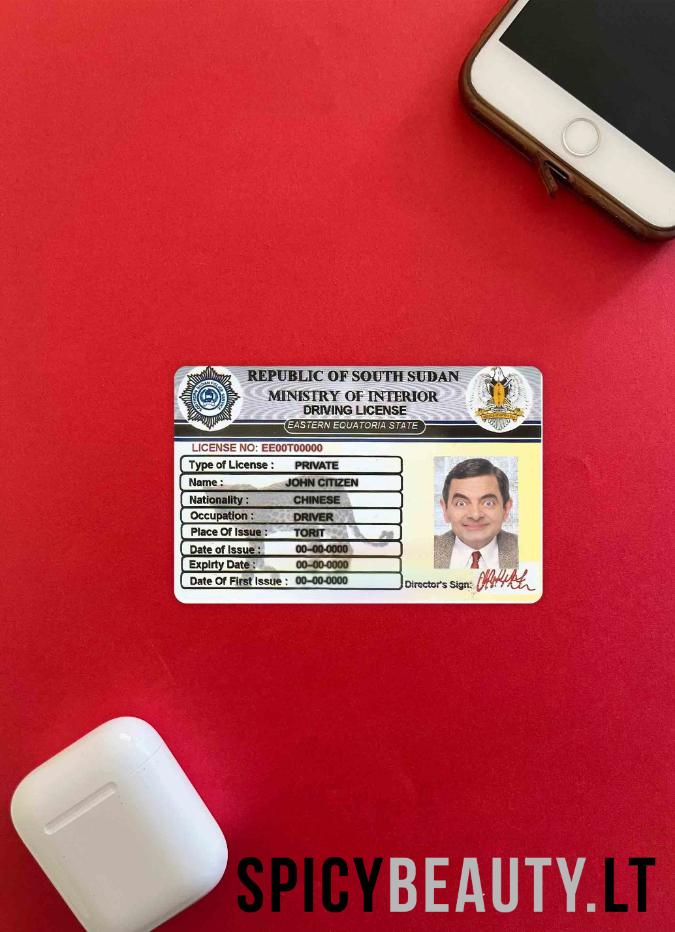 REPUBLIC OF SOUTH SUDAN
MINISTRY OF INTERIOR
DRIVING LICENSE
EASTERN EQUATORIA STATE
LICENSE NO: EE00T00000
Type of License : PRIVATE
Name : JOHN CITIZEN
Nationality : CHINESE
Occupation : DRIVER
Place Of Issue : TORIT
Date of Issue : 00-00-0000
Expirty Date : 00-00-0000
Date Of First Issue : 00-00-0000
Director's Sign:
SPICYBEAUTY.LT